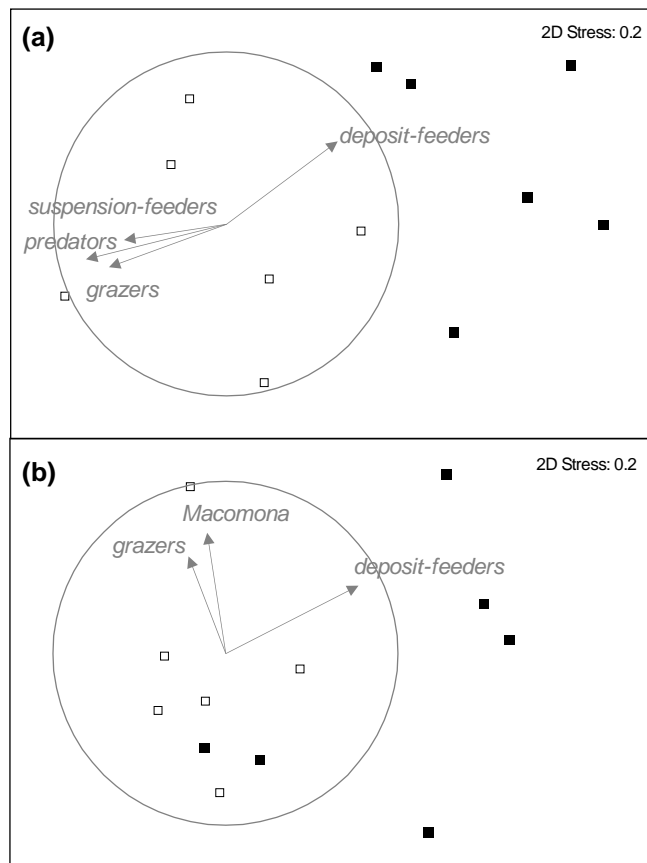 (a)
2D Stress: 0.2
deposit-feeders
suspension-feeders
predators
grazers
(b)
2D Stress: 0.2
Macomona
grazers
deposit-feeders